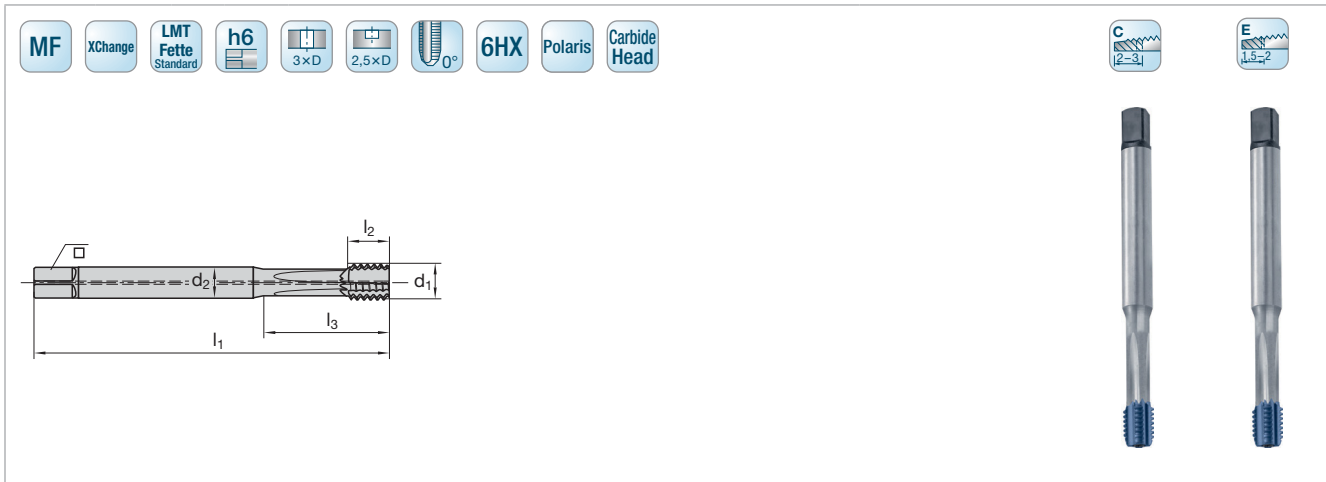 MF
XChange
LMT
Fette
Standard
h6
3×D
2,5×D
0°
6HX
Polaris
Carbide
Head
C
2–3
E
1,5–2
l2
d2
d1
l3
l1